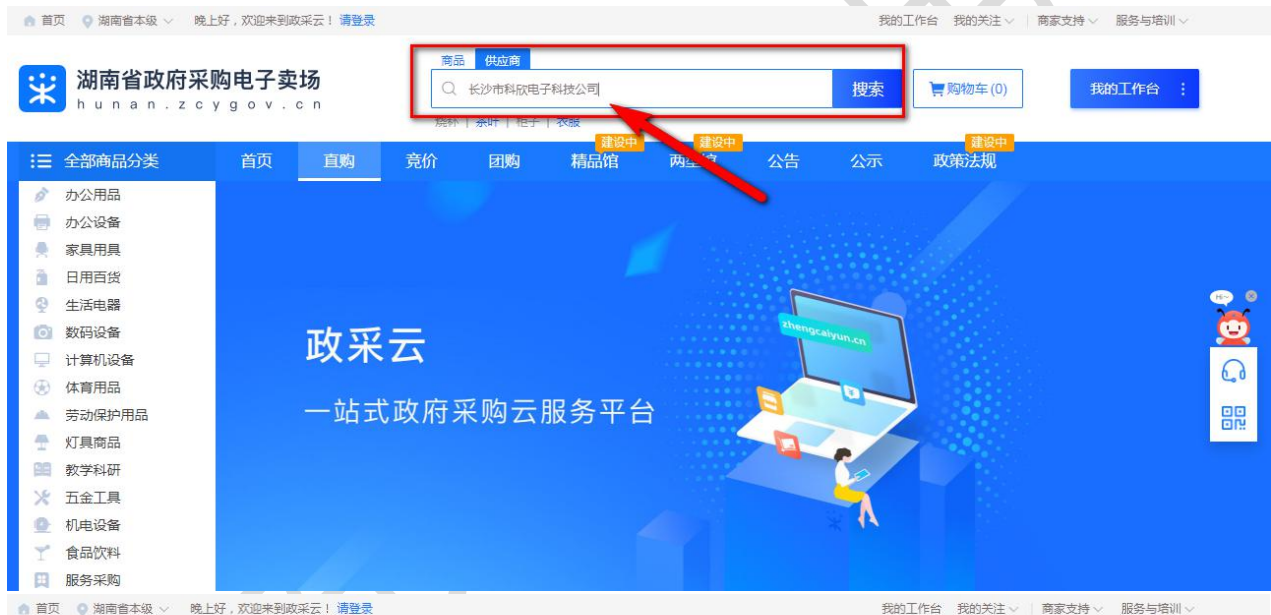 首页 湖南省本级 晚上好，欢迎来到政采云！请登录 我的工作台 我的关注 商家支持 服务与培训
商品 供应商
湖南省政府采购电子卖场
hunan.zcygov.cn
长沙市科欣电子科技公司 搜索 购物车(0) 我的工作台
烧杯 | 茶叶 | 柜子 | 衣服
建设中 建设中 建设中
全部商品分类 首页 直购 竞价 团购 精品馆 公告 公示 政策法规
办公用品
办公设备
家具用具
日用百货
生活电器
Hi~
数码设备
zhengcaiyun.cn
政采云
计算机设备
体育用品
一站式政府采购云服务平台
劳动保护用品
灯具商品
教学科研
五金工具
机电设备
食品饮料
服务采购
首页 湖南省本级 晚上好，欢迎来到政采云！请登录 我的工作台 我的关注 商家支持 服务与培训